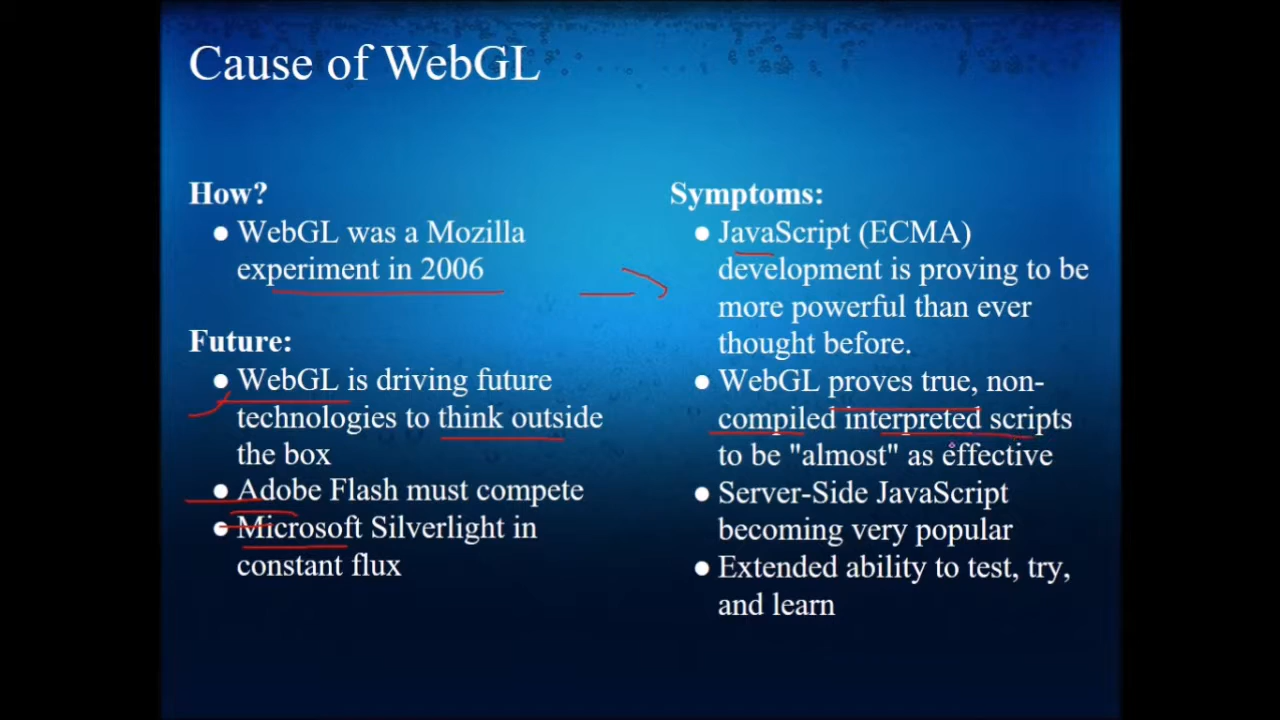 Cause of WebGL
How?
● WebGL was a Mozilla
experiment in 2006
Future:
● WebGL is driving future
technologies to think outside
the box
● Adobe Flash must compete
● Microsoft Silverlight in
constant flux
Symptoms:
● JavaScript (ECMA)
development is proving to be
more powerful than ever
thought before.
● WebGL proves true, non-
compiled interpreted scripts
to be "almost" as effective
● Server-Side JavaScript
becoming very popular
● Extended ability to test, try,
and learn